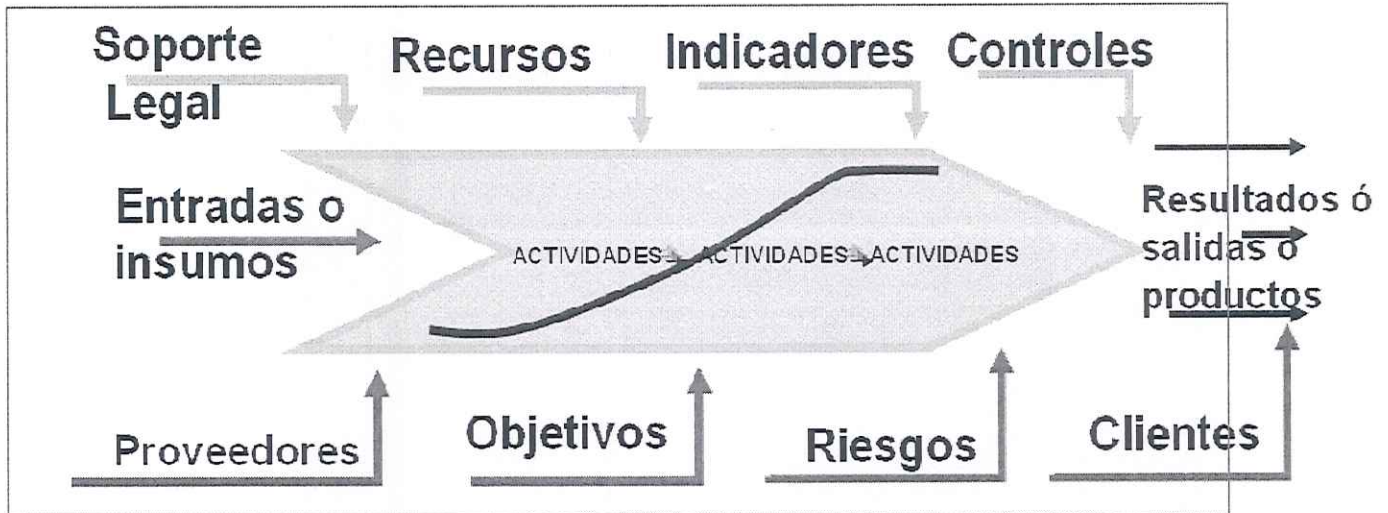 Soporte
Legal
Recursos
Indicadores
Controles
Entradas o
insumos
ACTIVIDADES ACTIVIDADES ACTIVIDADES
Resultados ó
salidas o
productos
Proveedores
Objetivos
Riesgos
Clientes